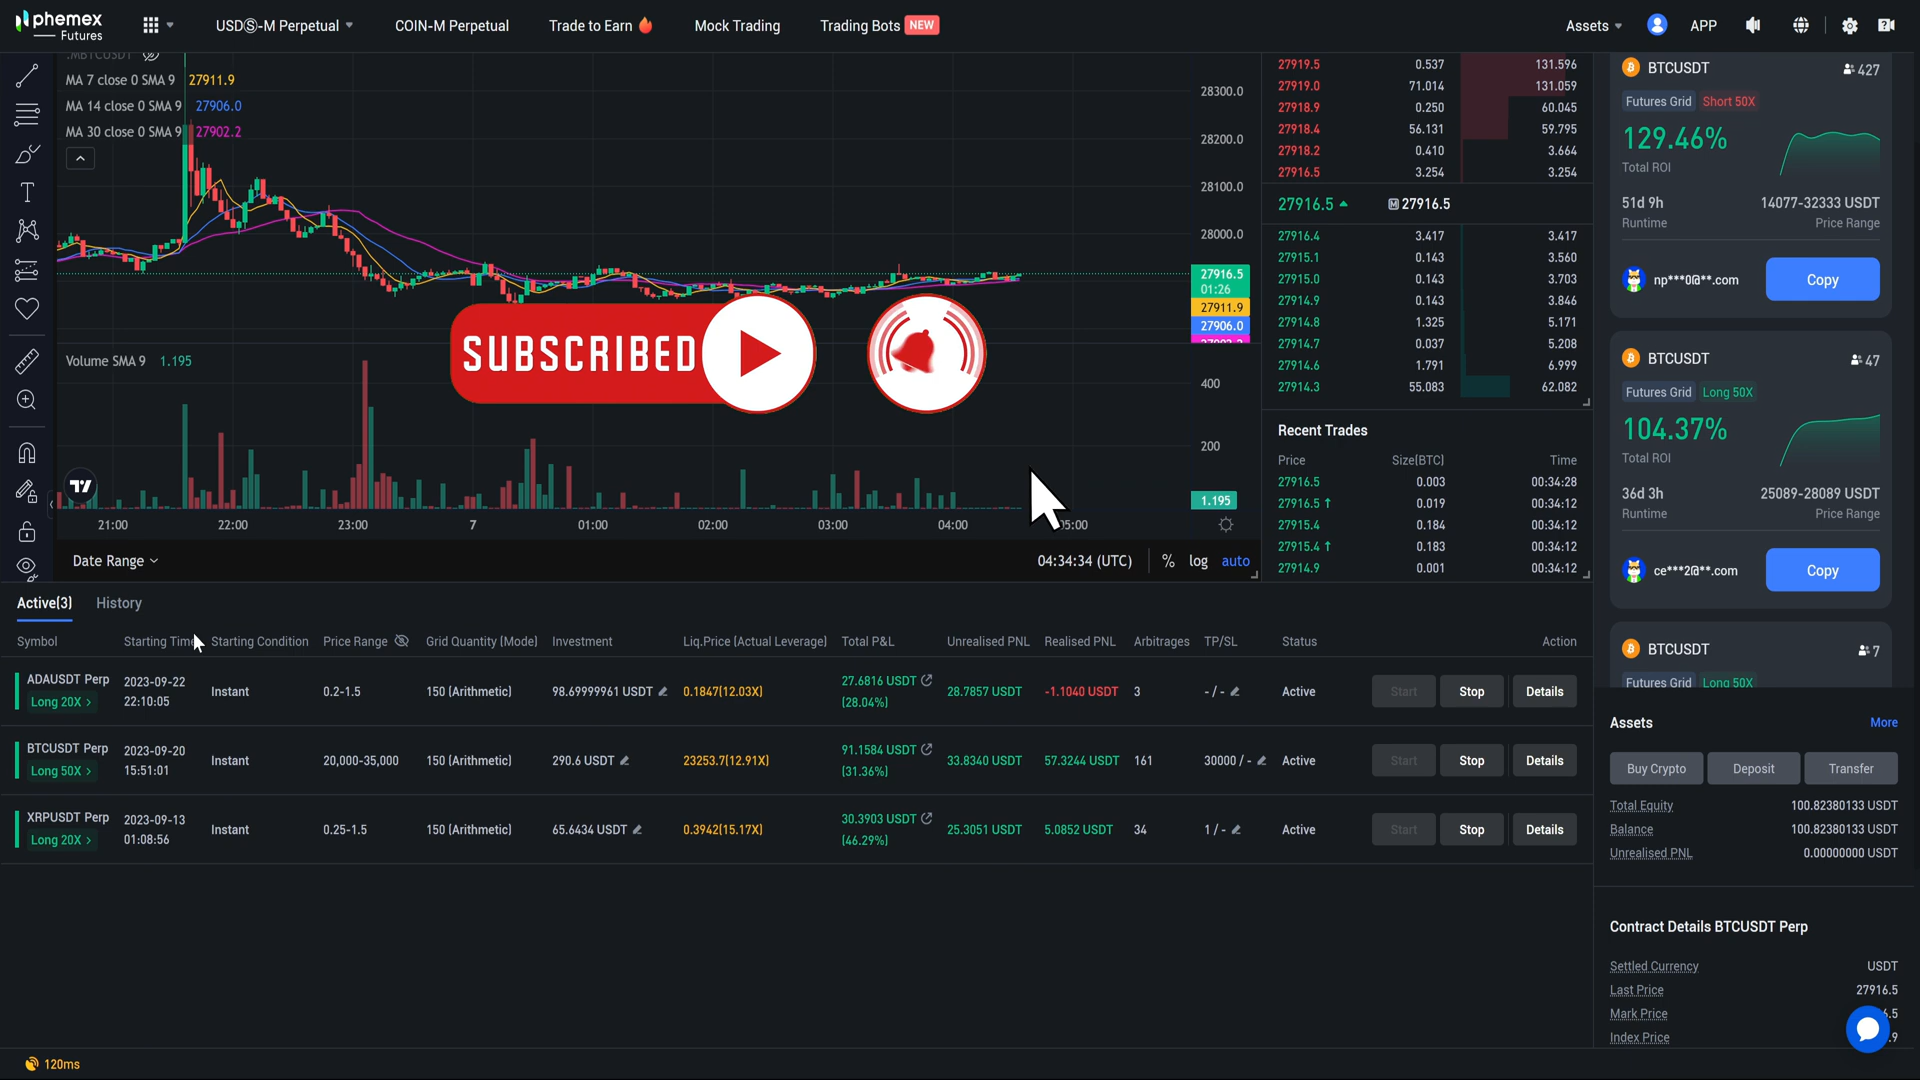 phemex
Futures
USDⓈ-M Perpetual
COIN-M Perpetual
Trade to Earn
Mock Trading
Trading Bots NEW
Assets
APP
.MBTCUSDT
MA 7 close 0 SMA 9 27911.9
MA 14 close 0 SMA 9 27906.0
MA 30 close 0 SMA 9 27902.2
28300.0
28200.0
28100.0
28000.0
27916.5
01:26
27911.9
27906.0
SUBSCRIBED
Volume SMA 9 1.195
400
200
1.195
21:00 22:00 23:00 7 01:00 02:00 03:00 04:00 05:00
Date Range
04:34:34 (UTC) % log auto
27919.5 0.537 131.596
27919.0 71.014 131.059
27918.9 0.250 60.045
27918.4 56.131 59.795
27918.2 0.410 3.664
27916.5 3.254 3.254
27916.5 M 27916.5
27916.4 3.417 3.417
27915.1 0.143 3.560
27915.0 0.143 3.703
27914.9 0.143 3.846
27914.8 1.325 5.171
27914.7 0.037 5.208
27914.6 1.791 6.999
27914.3 55.083 62.082
Recent Trades
Price Size(BTC) Time
27916.5 0.003 00:34:28
27916.5 ↑ 0.019 00:34:12
27915.4 0.184 00:34:12
27915.4 ↑ 0.183 00:34:12
27914.9 0.001 00:34:12
BTCUSDT 427
Futures Grid Short 50X
129.46%
Total ROI
51d 9h 14077-32333 USDT
Runtime Price Range
np***0@**.com Copy
BTCUSDT 47
Futures Grid Long 50X
104.37%
Total ROI
36d 3h 25089-28089 USDT
Runtime Price Range
ce***2@**.com Copy
BTCUSDT 7
Futures Grid Long 50X
Active(3) History
Symbol Starting Time Starting Condition Price Range Grid Quantity (Mode) Investment Liq.Price (Actual Leverage) Total P&L Unrealised PNL Realised PNL Arbitrages TP/SL Status Action
ADAUSDT Perp
Long 20X >
2023-09-22
22:10:05
Instant 0.2-1.5 150 (Arithmetic) 98.69999961 USDT 0.1847(12.03X)
27.6816 USDT
(28.04%)
28.7857 USDT -1.1040 USDT 3 - / - Active Start Stop Details
BTCUSDT Perp
Long 50X >
2023-09-20
15:51:01
Instant 20,000-35,000 150 (Arithmetic) 290.6 USDT 23253.7(12.91X)
91.1584 USDT
(31.36%)
33.8340 USDT 57.3244 USDT 161 30000 / - Active Start Stop Details
XRPUSDT Perp
Long 20X >
2023-09-13
01:08:56
Instant 0.25-1.5 150 (Arithmetic) 65.6434 USDT 0.3942(15.17X)
30.3903 USDT
(46.29%)
25.3051 USDT 5.0852 USDT 34 1 / - Active Start Stop Details
Assets More
Buy Crypto Deposit Transfer
Total Equity 100.82380133 USDT
Balance 100.82380133 USDT
Unrealised PNL 0.00000000 USDT
Contract Details BTCUSDT Perp
Settled Currency USDT
Last Price 27916.5
Mark Price
Index Price
120ms